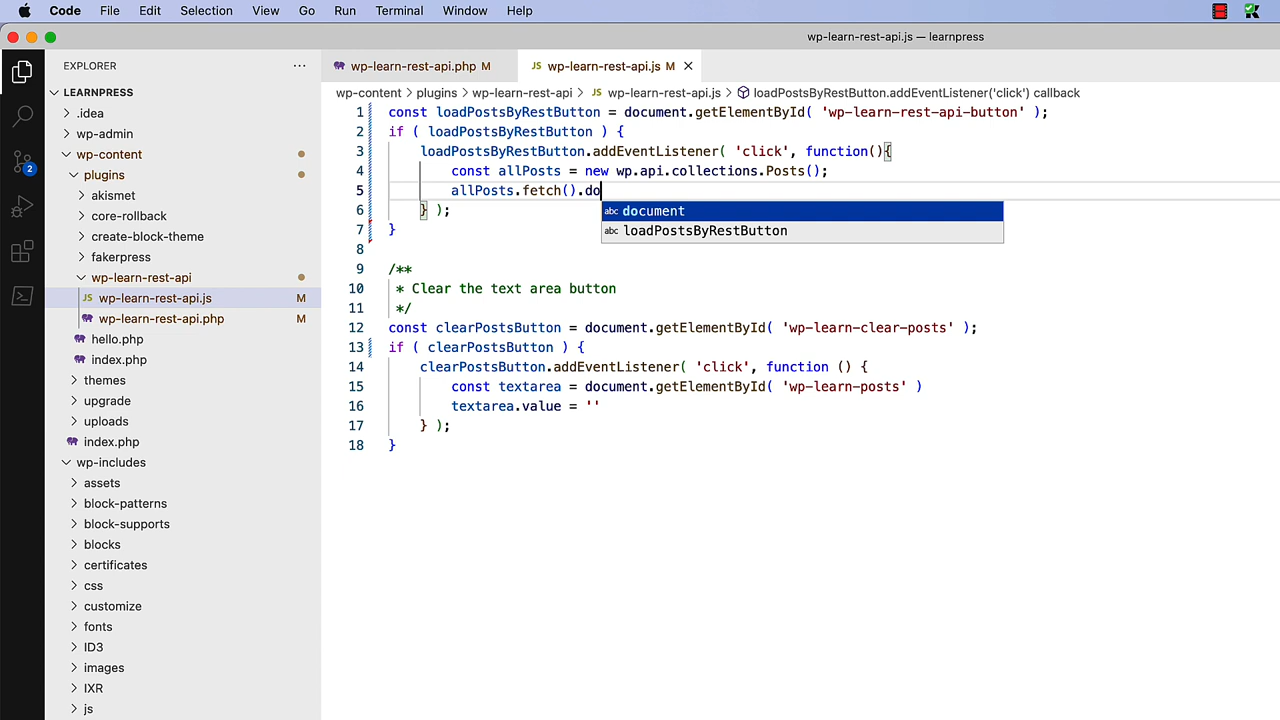 Code File Edit Selection View Go Run Terminal Window Help
wp-learn-rest-api.js — learnpress
EXPLORER
LEARNPRESS
.idea
wp-admin
wp-content
plugins
akismet
core-rollback
create-block-theme
fakerpress
wp-learn-rest-api
JS wp-learn-rest-api.js M
wp-learn-rest-api.php M
hello.php
index.php
themes
upgrade
uploads
index.php
wp-includes
assets
block-patterns
block-supports
blocks
certificates
css
customize
fonts
ID3
images
IXR
js
2
wp-learn-rest-api.php M
JS wp-learn-rest-api.js M
wp-content > plugins > wp-learn-rest-api > JS wp-learn-rest-api.js > loadPostsByRestButton.addEventListener('click') callback
1 const loadPostsByRestButton = document.getElementById( 'wp-learn-rest-api-button' );
2 if ( loadPostsByRestButton ) {
3 loadPostsByRestButton.addEventListener( 'click', function(){
4 const allPosts = new wp.api.collections.Posts();
5 allPosts.fetch().do
abc document
abc loadPostsByRestButton
6 } );
7 }
8
9 /**
10 * Clear the text area button
11 */
12 const clearPostsButton = document.getElementById( 'wp-learn-clear-posts' );
13 if ( clearPostsButton ) {
14 clearPostsButton.addEventListener( 'click', function () {
15 const textarea = document.getElementById( 'wp-learn-posts' )
16 textarea.value = ''
17 } );
18 }